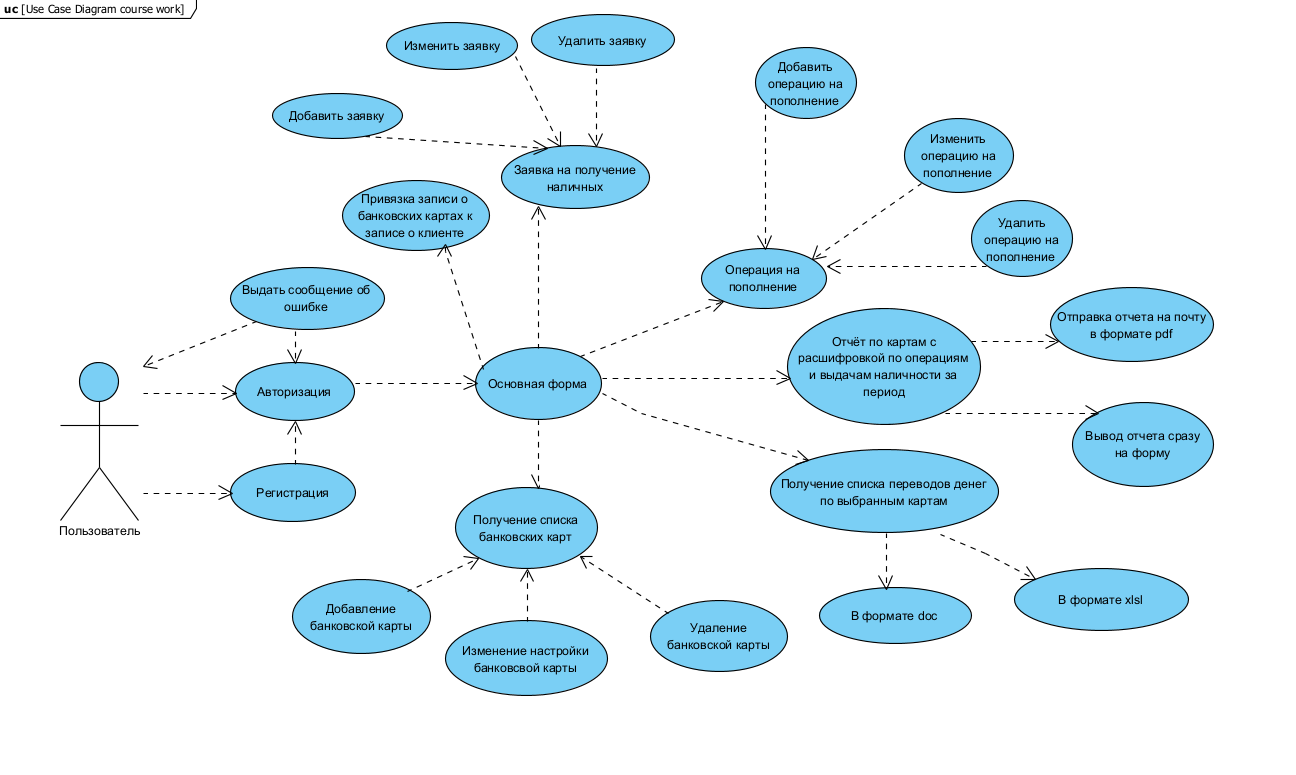 uc [Use Case Diagram course work]
Изменить заявку
Удалить заявку
Добавить заявку
Заявка на получение
наличных
Добавить
операцию на
пополнение
Изменить
операцию на
пополнение
Удалить
операцию на
пополнение
Операция на
пополнение
Привязка записи о
банковских картах к
записе о клиенте
Выдать сообщение об
ошибке
Авторизация
Регистрация
Пользователь
Основная форма
Отчёт по картам с
расшифровкой по операциям
и выдачам наличности за
период
Отправка отчета на почту
в формате pdf
Вывод отчета сразу
на форму
Получение списка переводов денег
по выбранным картам
В формате doc
В формате xlsl
Получение списка
банковских карт
Добавление
банковской карты
Изменение настройки
банковсвой карты
Удаление
банковской карты